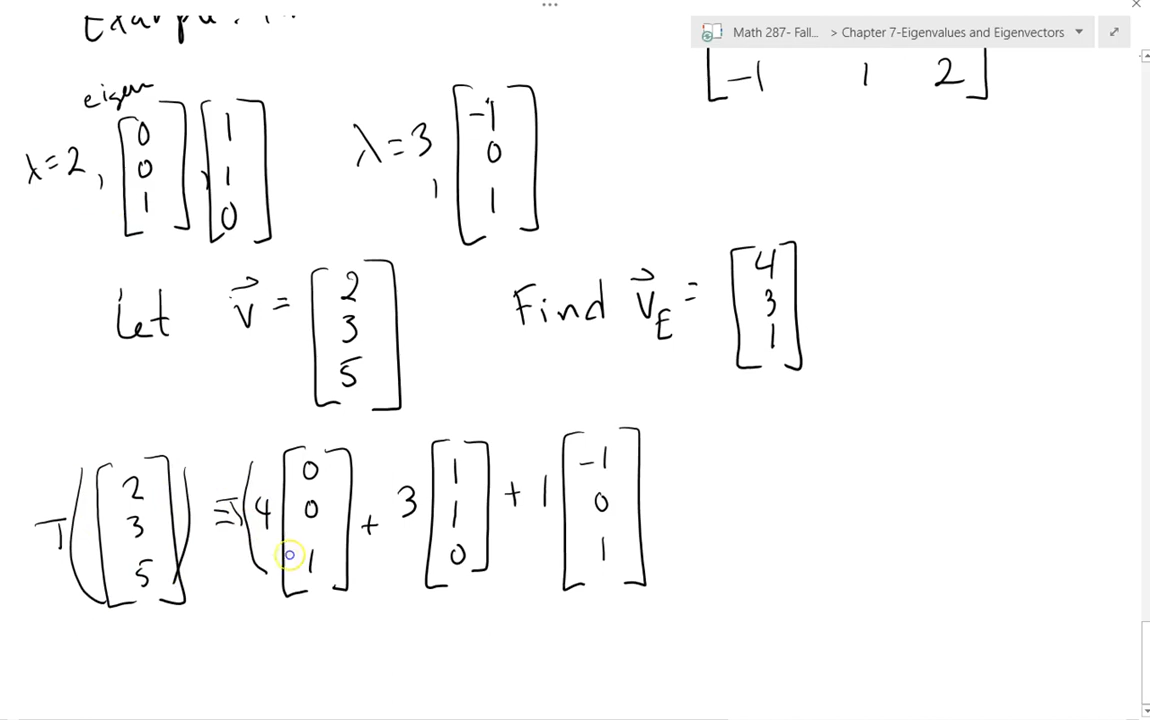 Example:
Math 287- Fall... > Chapter 7-Eigenvalues and Eigenvectors
[-1 1 2]
eigen
λ=2, [0 0 1], [1 1 0] λ=3, [-1 0 1]
Let v⃗ = [2 3 5] Find v⃗_E = [4 3 1]
T([2 3 5]) = T(4[0 0 1] + 3[1 1 0] + 1[-1 0 1]